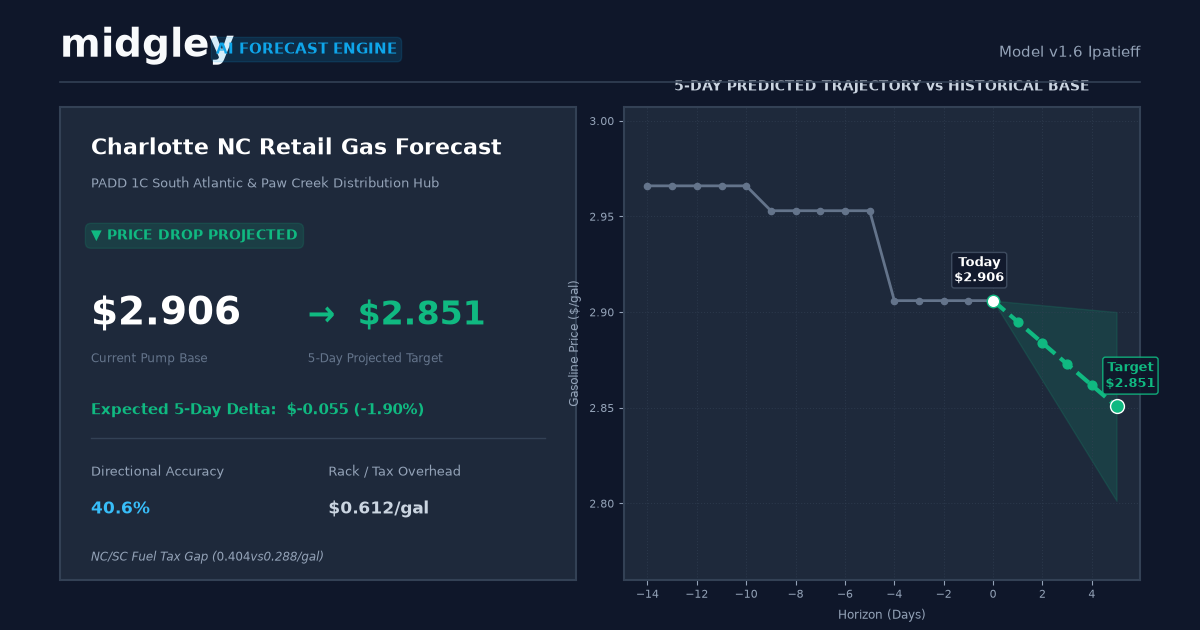 midgley
AI FORECAST ENGINE
Model v1.6 Ipatieff
Charlotte NC Retail Gas Forecast
PADD 1C South Atlantic & Paw Creek Distribution Hub
▼ PRICE DROP PROJECTED
$2.906 → $2.851
Current Pump Base 5-Day Projected Target
Expected 5-Day Delta: $-0.055 (-1.90%)
Directional Accuracy Rack / Tax Overhead
40.6% $0.612/gal
NC/SC Fuel Tax Gap (0.404vs0.288/gal)
5-DAY PREDICTED TRAJECTORY vs HISTORICAL BASE
Gasoline Price ($/gal)
3.00
2.95
2.90
2.85
2.80
Today
$2.906
Target
$2.851
−14 −12 −10 −8 −6 −4 −2 0 2 4
Horizon (Days)